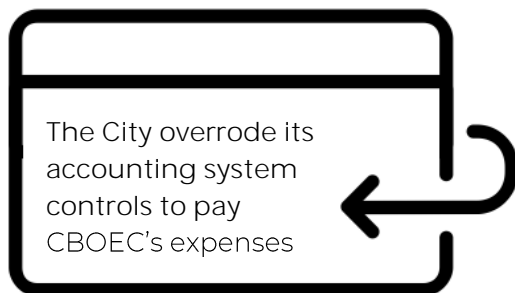 The City overrode its
accounting system
controls to pay
CBOEC’s expenses